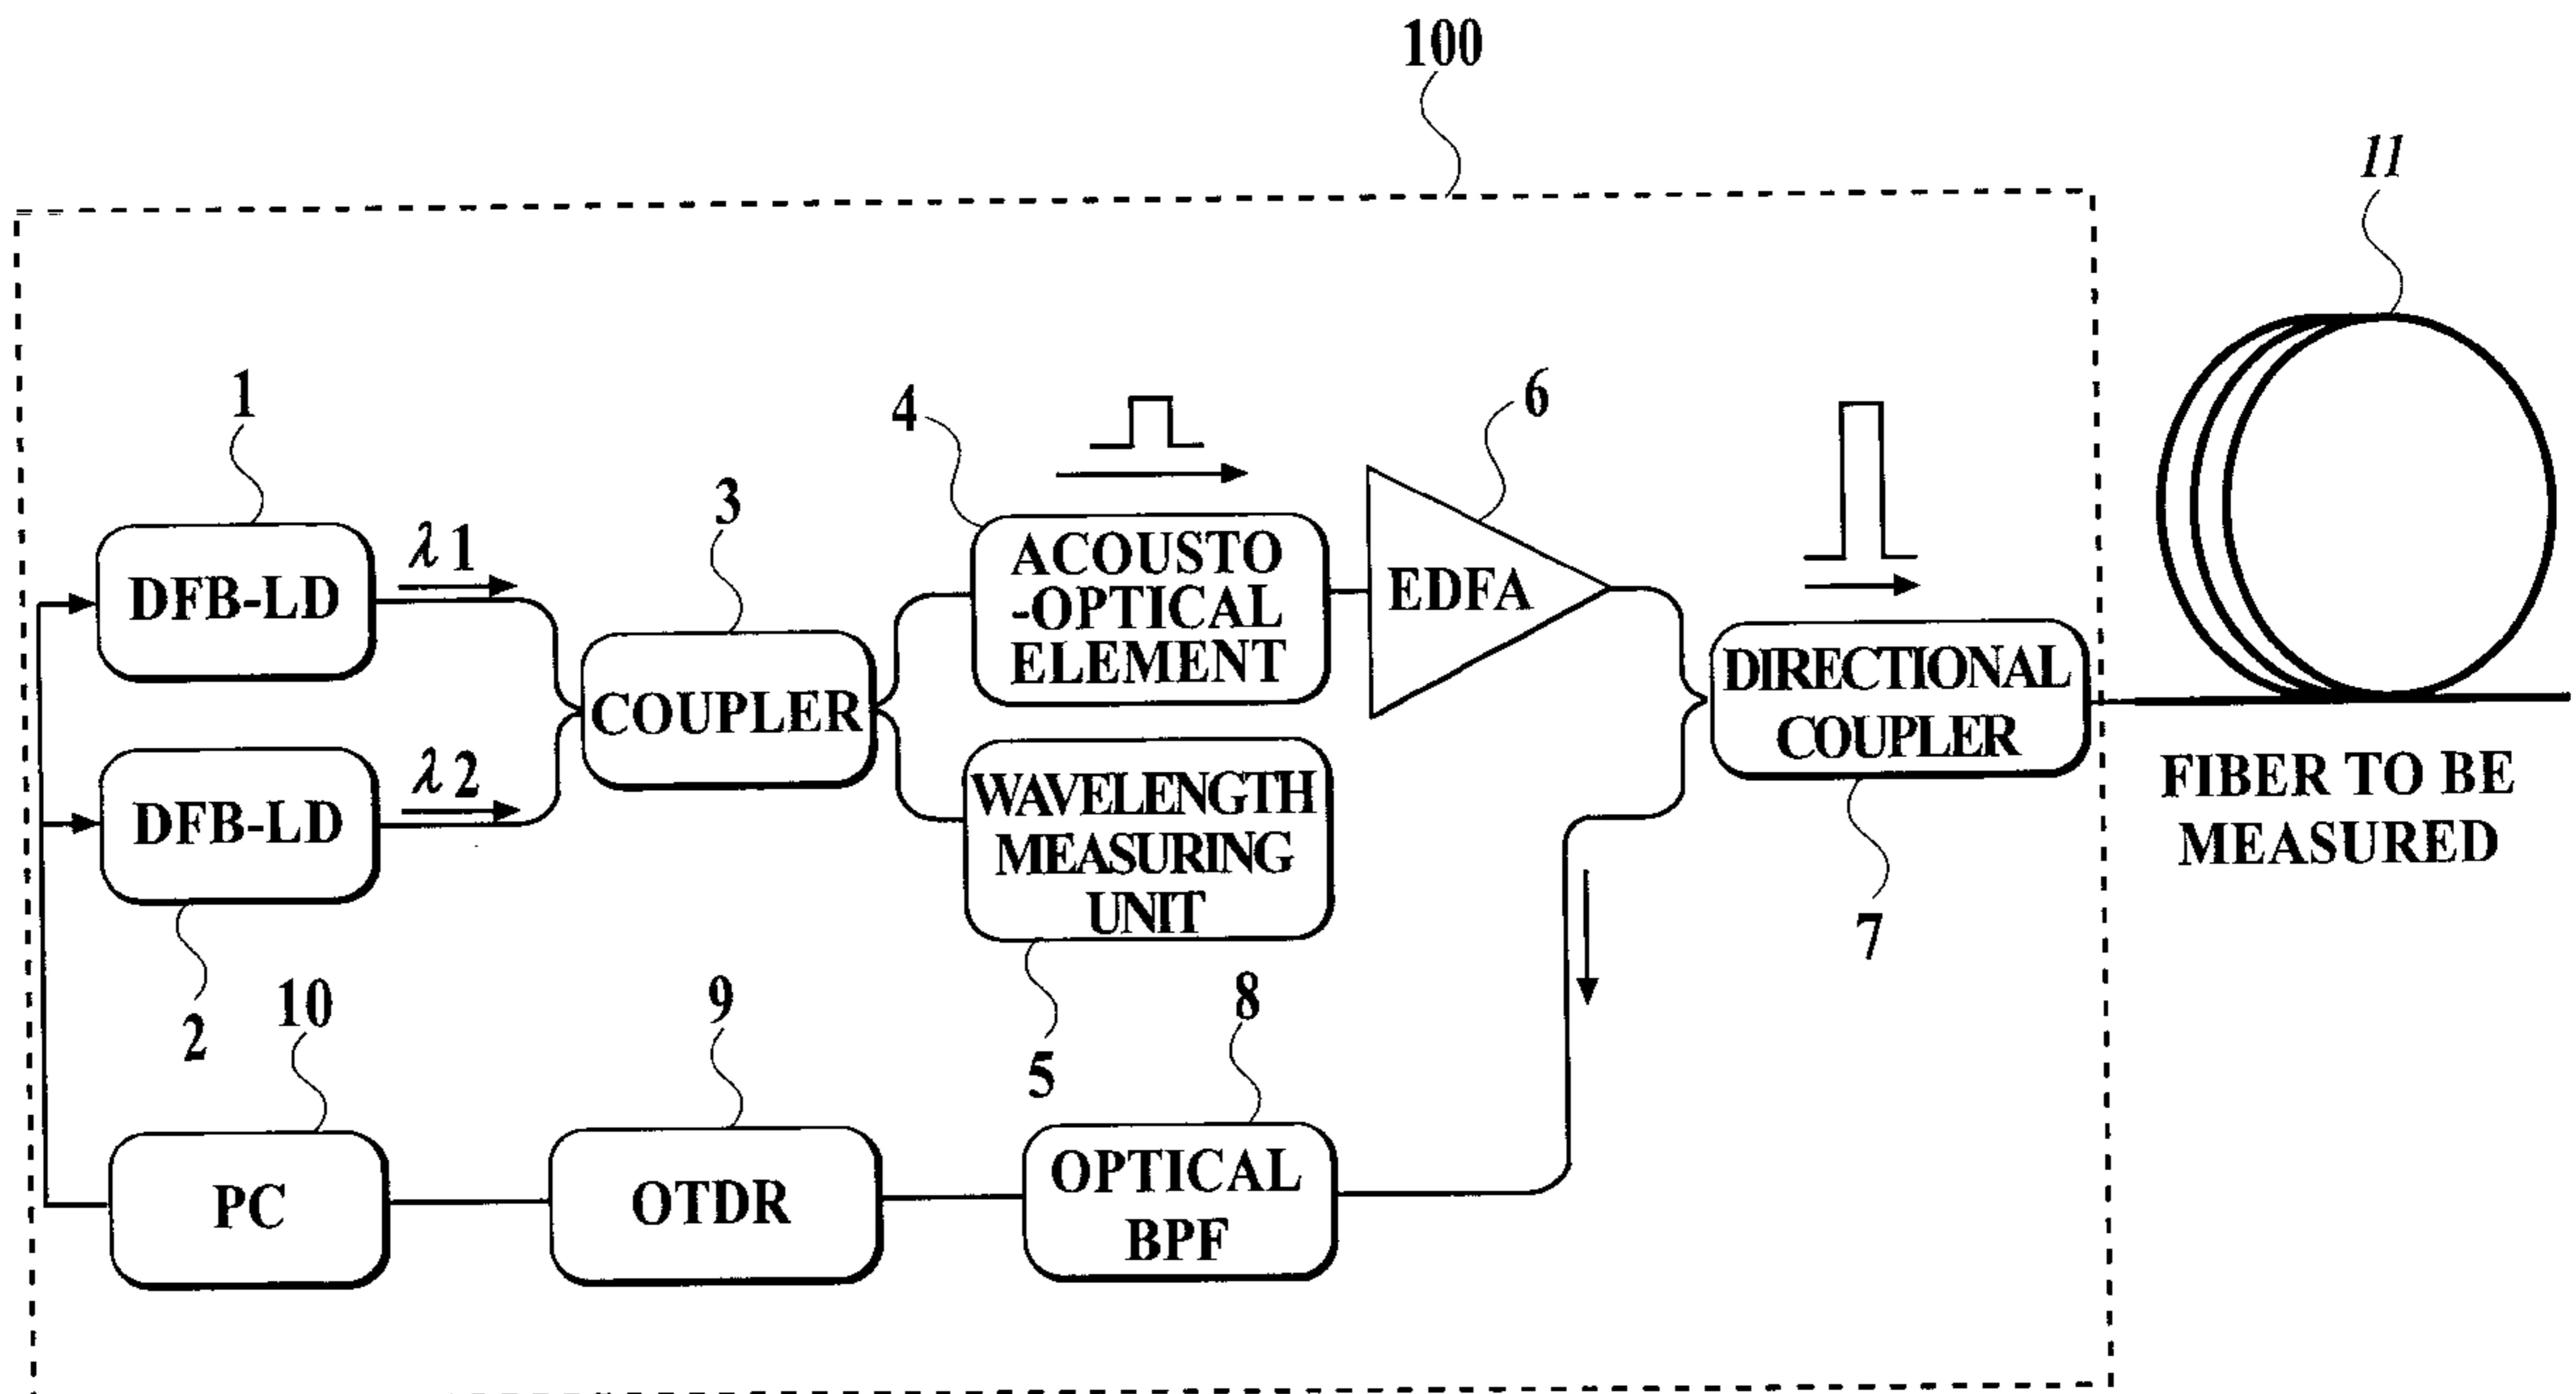 100
11
1
DFB-LD
λ1
2
DFB-LD
λ2
3
COUPLER
4
ACOUSTO
-OPTICAL
ELEMENT
6
EDFA
WAVELENGTH
MEASURING
UNIT
5
DIRECTIONAL
COUPLER
7
FIBER TO BE
MEASURED
10
PC
9
OTDR
8
OPTICAL
BPF